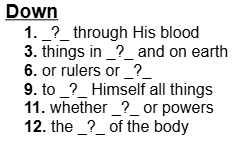 Down
1. _?_ through His blood
3. things in _?_ and on earth
6. or rulers or _?_
9. to _?_ Himself all things
11. whether _?_ or powers
12. the _?_ of the body